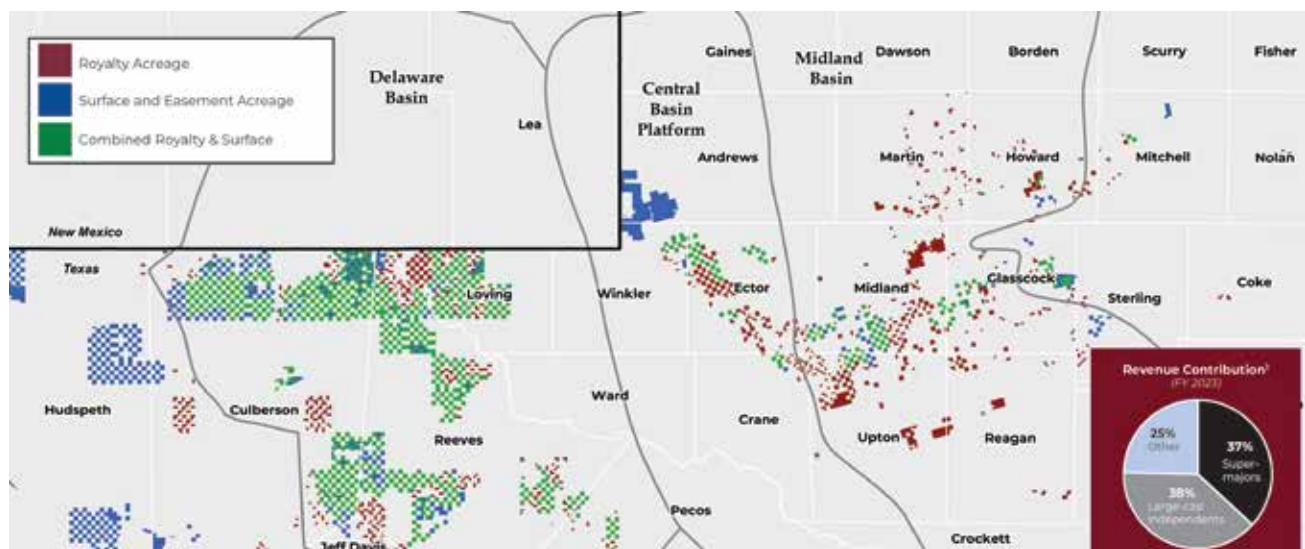 Royalty Acreage
Surface and Easement Acreage
Combined Royalty & Surface
Delaware
Basin
Lea
Gaines
Midland
Basin
Dawson
Borden
Scurry
Fisher
Central
Basin
Platform
Andrews
Martin
Howard
Mitchell
Nolan
New Mexico
Texas
Loving
Winkler
Ector
Midland
Glasscock
Sterling
Coke
Hudspeth
Culberson
Reeves
Ward
Crane
Upton
Reagan
Jeff Davis
Pecos
Crockett
Revenue Contribution¹
(FY 2023)
25%
Other
37%
Super-
majors
38%
Large-cap
independents